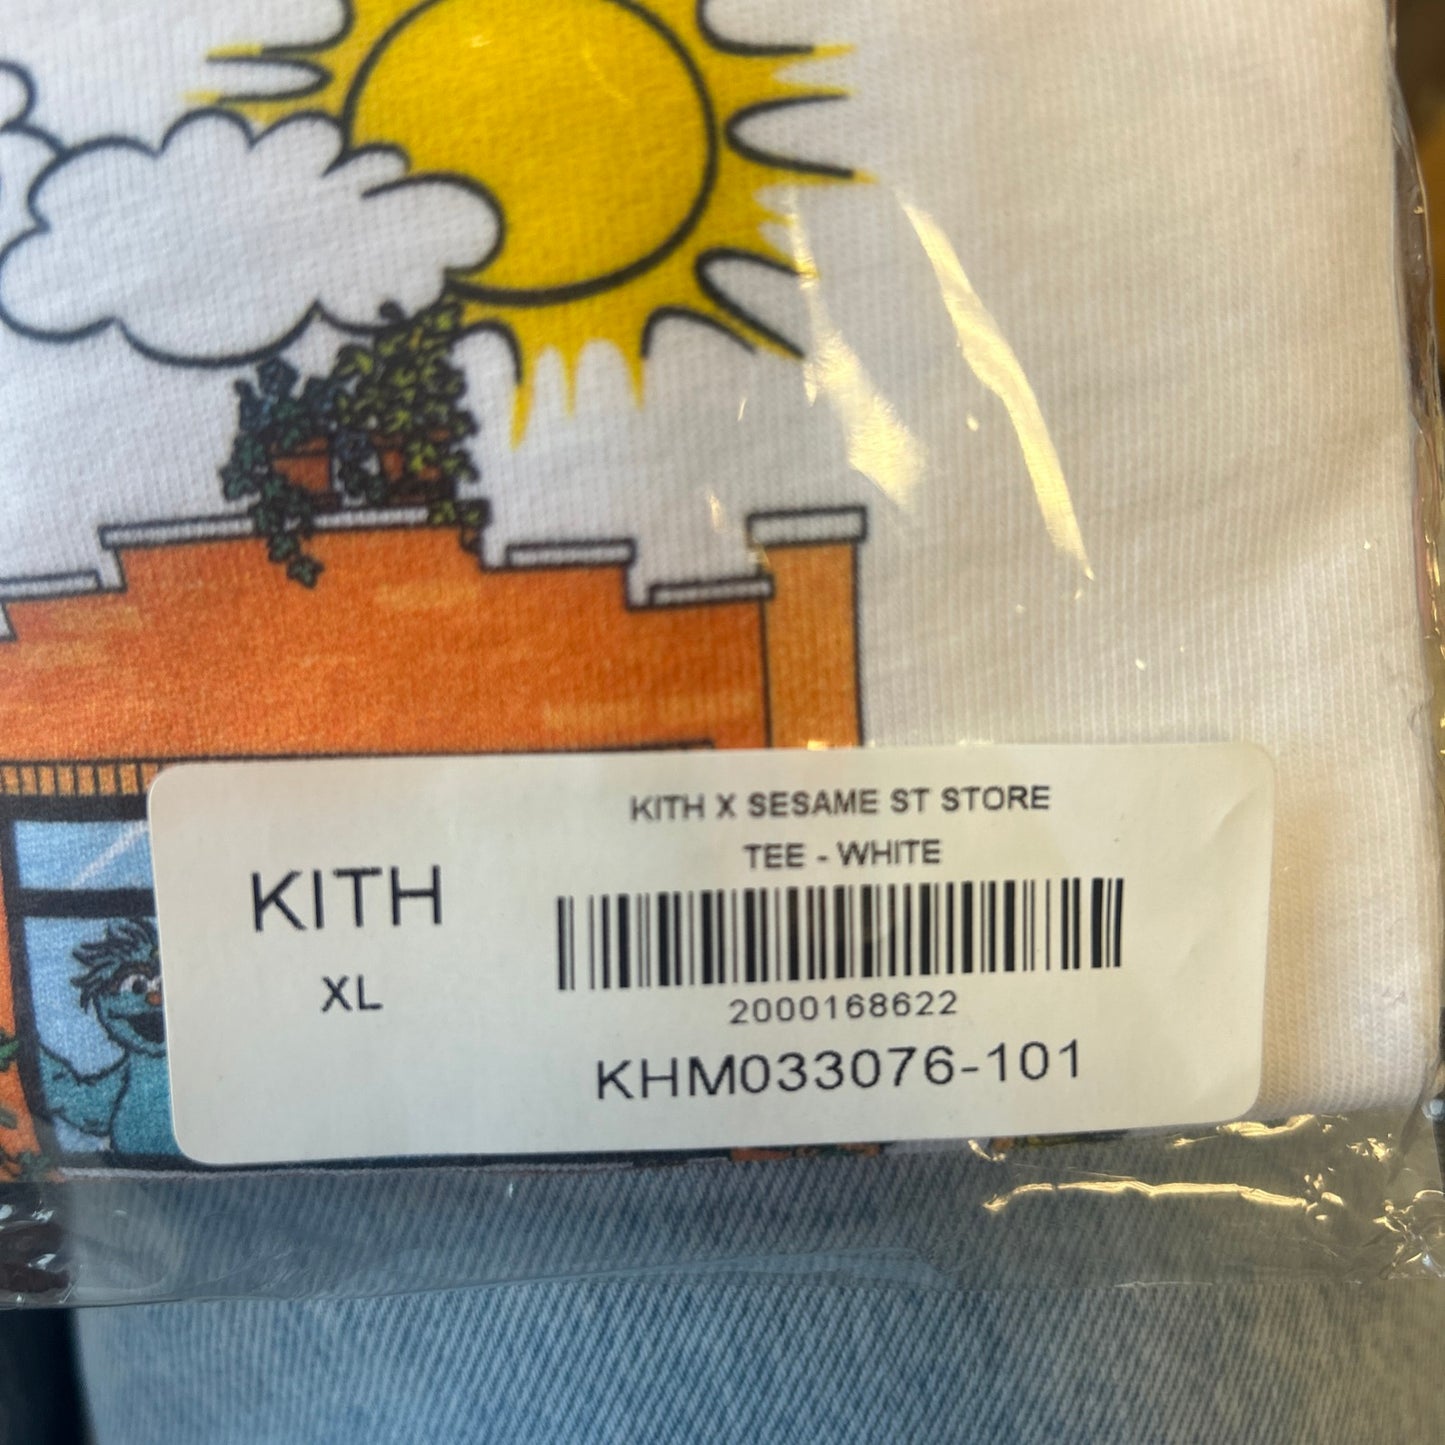 KITH X SESAME ST STORE
TEE - WHITE
KITH
XL
2000168622
KHM033076-101